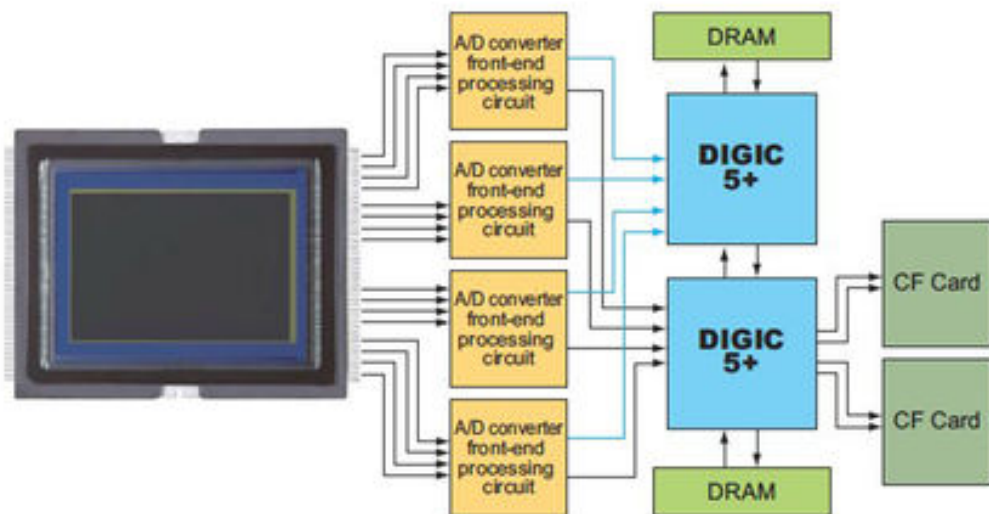 A/D converter
front-end
processing
circuit
A/D converter
front-end
processing
circuit
A/D converter
front-end
processing
circuit
A/D converter
front-end
processing
circuit
DRAM
DIGIC
5+
DIGIC
5+
DRAM
CF Card
CF Card